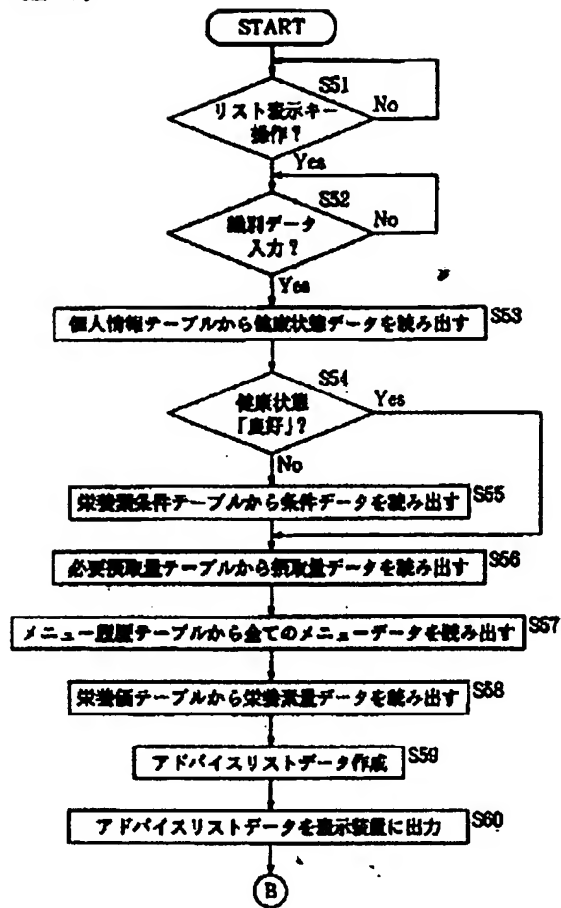 START
S51
リスト表示キー
操作?
No
Yes
S52
識別データ
入力?
No
Yes
個人情報テーブルから健康状態データを読み出す S53
S54
健康状態
「良好」?
Yes
No
栄養素条件テーブルから条件データを読み出す S55
必要摂取量テーブルから摂取量データを読み出す S56
メニュー履歴テーブルから全てのメニューデータを読み出す S57
栄養価テーブルから栄養素量データを読み出す S58
アドバイスリストデータ作成 S59
アドバイスリストデータを表示装置に出力 S60
B